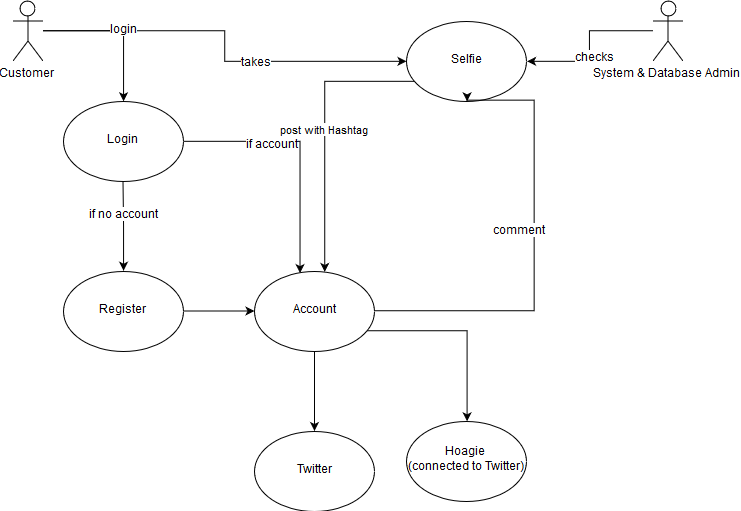 login
Selfie
takes
checks
Customer
System & Database Admin
post with Hashtag
Login
if account
if no account
comment
Register
Account
Hoagie
(connected to Twitter)
Twitter